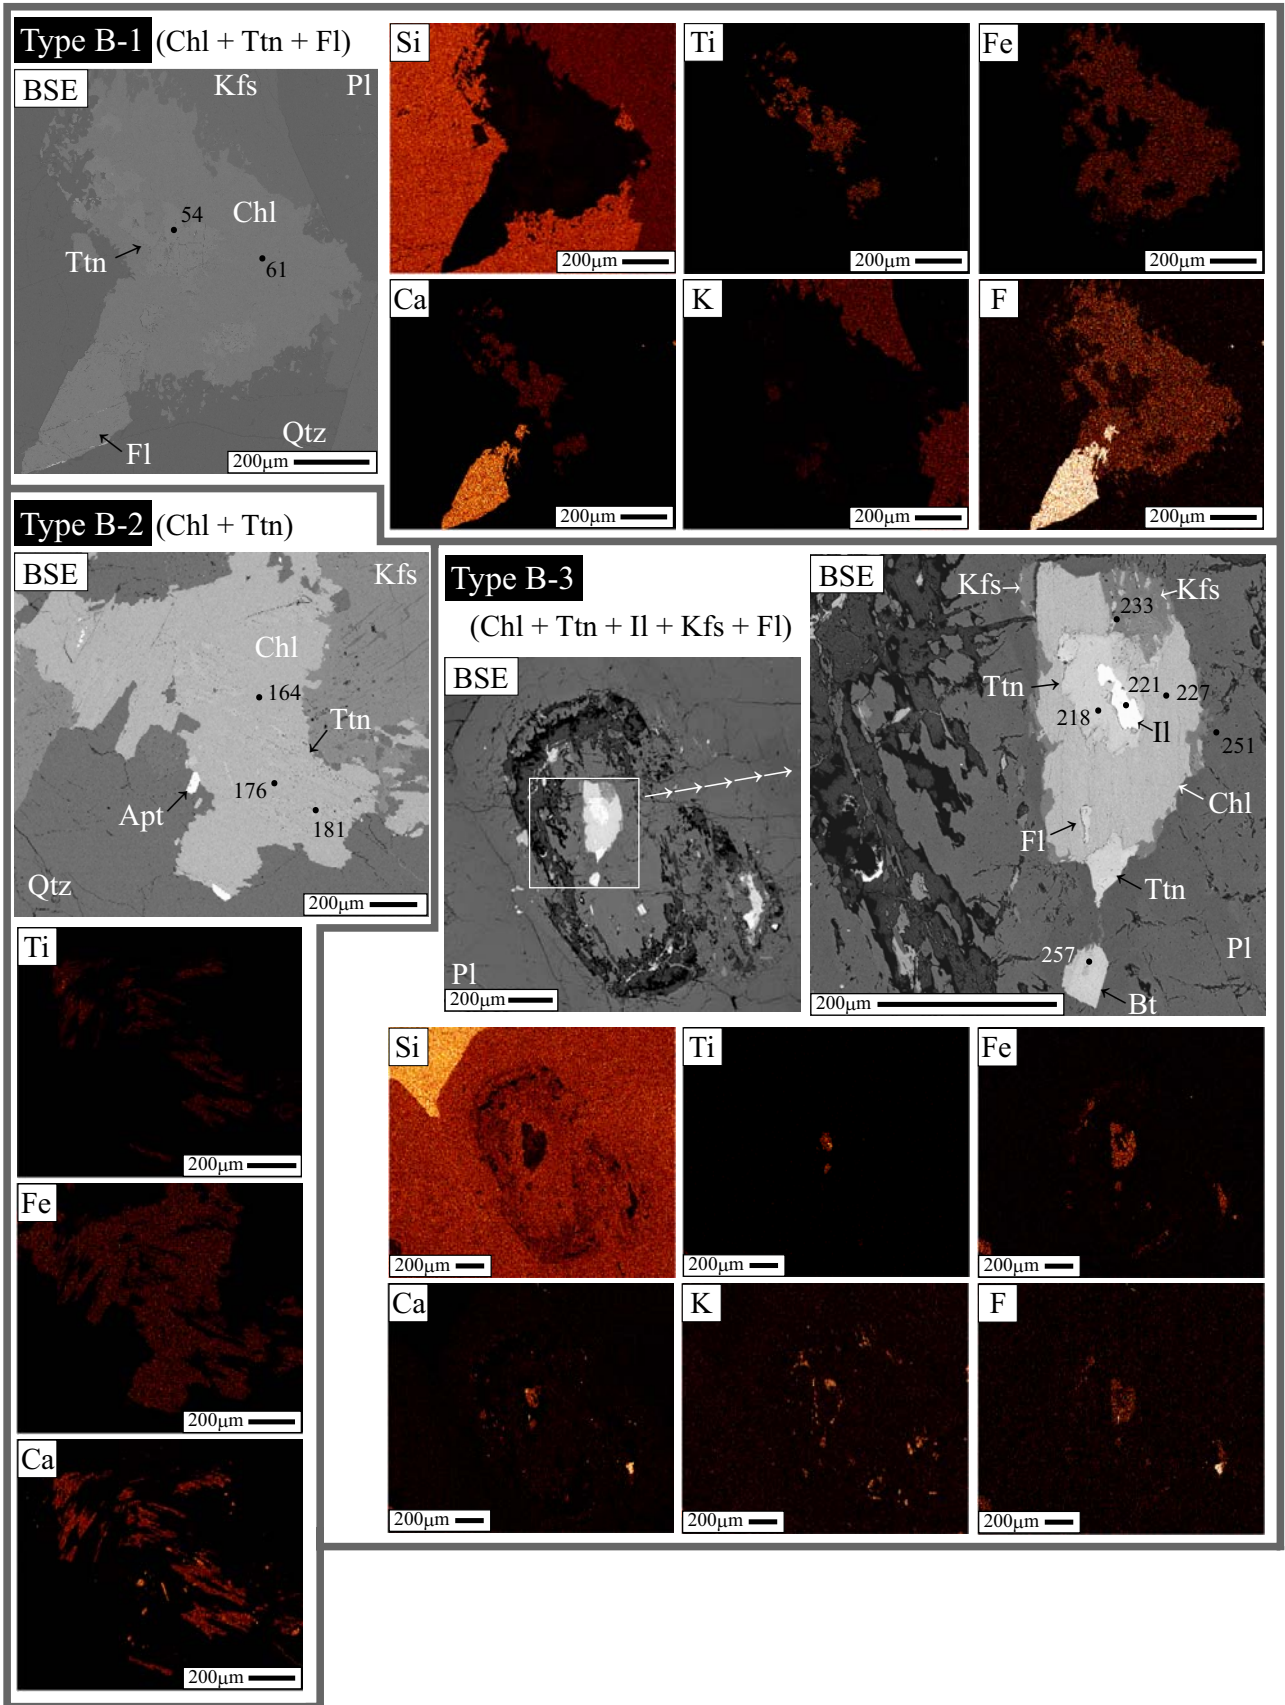 Type B-1 (Chl + Ttn + Fl)
BSE
Kfs
Pl
54
Chl
Ttn
61
Fl
Qtz
200μm
Si
200μm
Ti
200μm
Fe
200μm
Ca
200μm
K
200μm
F
200μm
Type B-2 (Chl + Ttn)
BSE
Kfs
Chl
164
Ttn
176
Apt
181
Qtz
200μm
Ti
200μm
Fe
200μm
Ca
200μm
Type B-3
(Chl + Ttn + Il + Kfs + Fl)
BSE
Pl
200μm
BSE
Kfs→
←Kfs
233
Ttn
221
227
218
Il
251
Chl
Fl
Ttn
257
Pl
Bt
200μm
Si
200μm
Ti
200μm
Fe
200μm
Ca
200μm
K
200μm
F
200μm